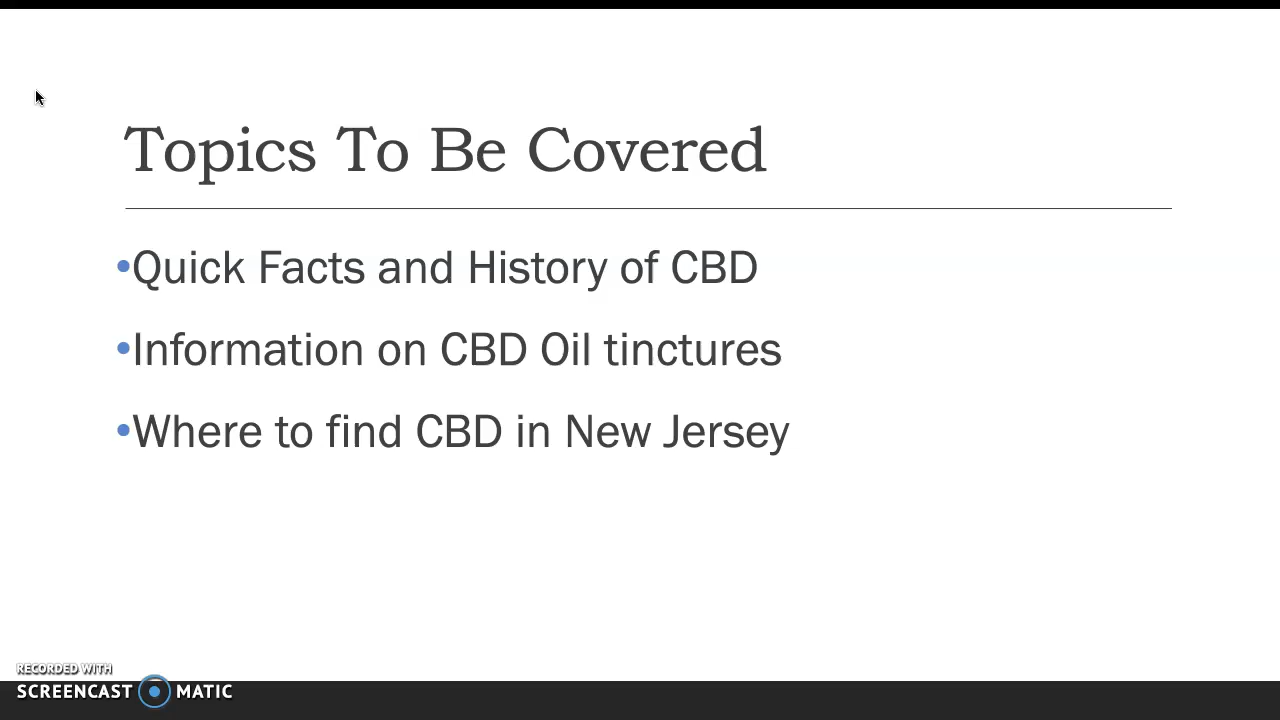 Topics To Be Covered
•Quick Facts and History of CBD
•Information on CBD Oil tinctures
•Where to find CBD in New Jersey
RECORDED WITH
SCREENCAST MATIC